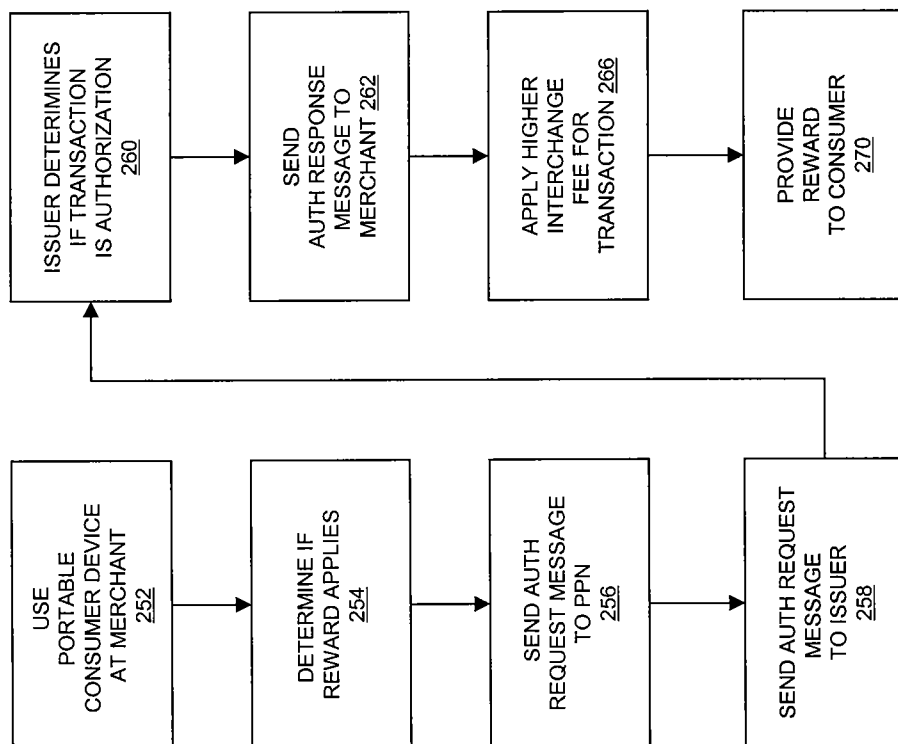 USE
PORTABLE
CONSUMER DEVICE
AT MERCHANT
252
DETERMINE IF
REWARD APPLIES
254
SEND AUTH
REQUEST MESSAGE
TO PPN
256
SEND AUTH REQUEST
MESSAGE
TO ISSUER
258
ISSUER DETERMINES
IF TRANSACTION
IS AUTHORIZATION
260
SEND
AUTH RESPONSE
MESSAGE TO
MERCHANT 262
APPLY HIGHER
INTERCHANGE
FEE FOR
TRANSACTION 266
PROVIDE
REWARD
TO CONSUMER
270